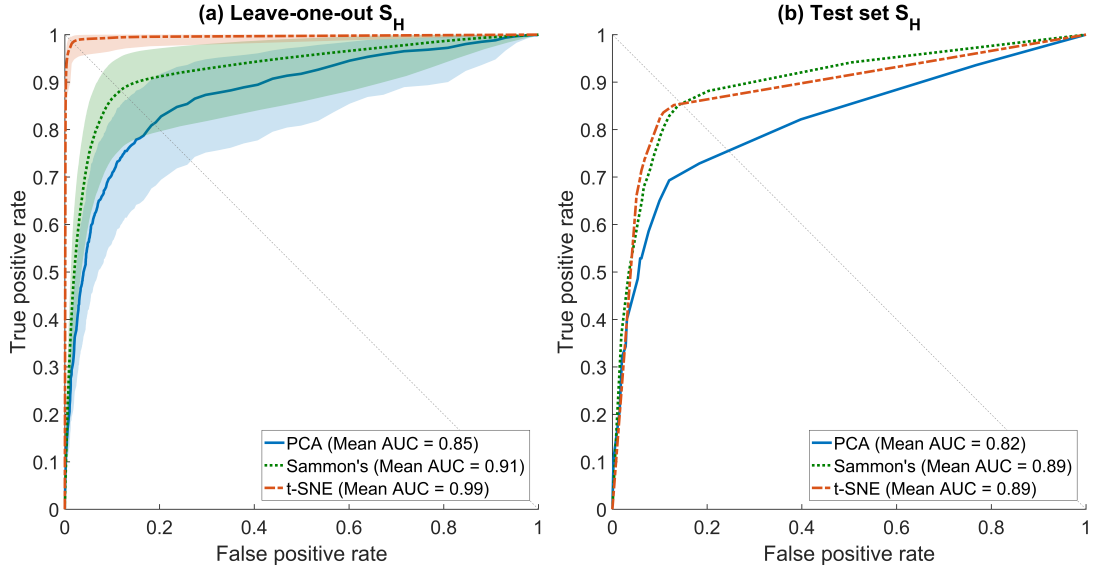 (a) Leave-one-out S_H
True positive rate
1
0.9
0.8
0.7
0.6
0.5
0.4
0.3
0.2
0.1
0
PCA (Mean AUC = 0.85)
Sammon's (Mean AUC = 0.91)
t-SNE (Mean AUC = 0.99)
0 0.2 0.4 0.6 0.8 1
False positive rate
(b) Test set S_H
True positive rate
1
0.9
0.8
0.7
0.6
0.5
0.4
0.3
0.2
0.1
0
PCA (Mean AUC = 0.82)
Sammon's (Mean AUC = 0.89)
t-SNE (Mean AUC = 0.89)
0 0.2 0.4 0.6 0.8 1
False positive rate